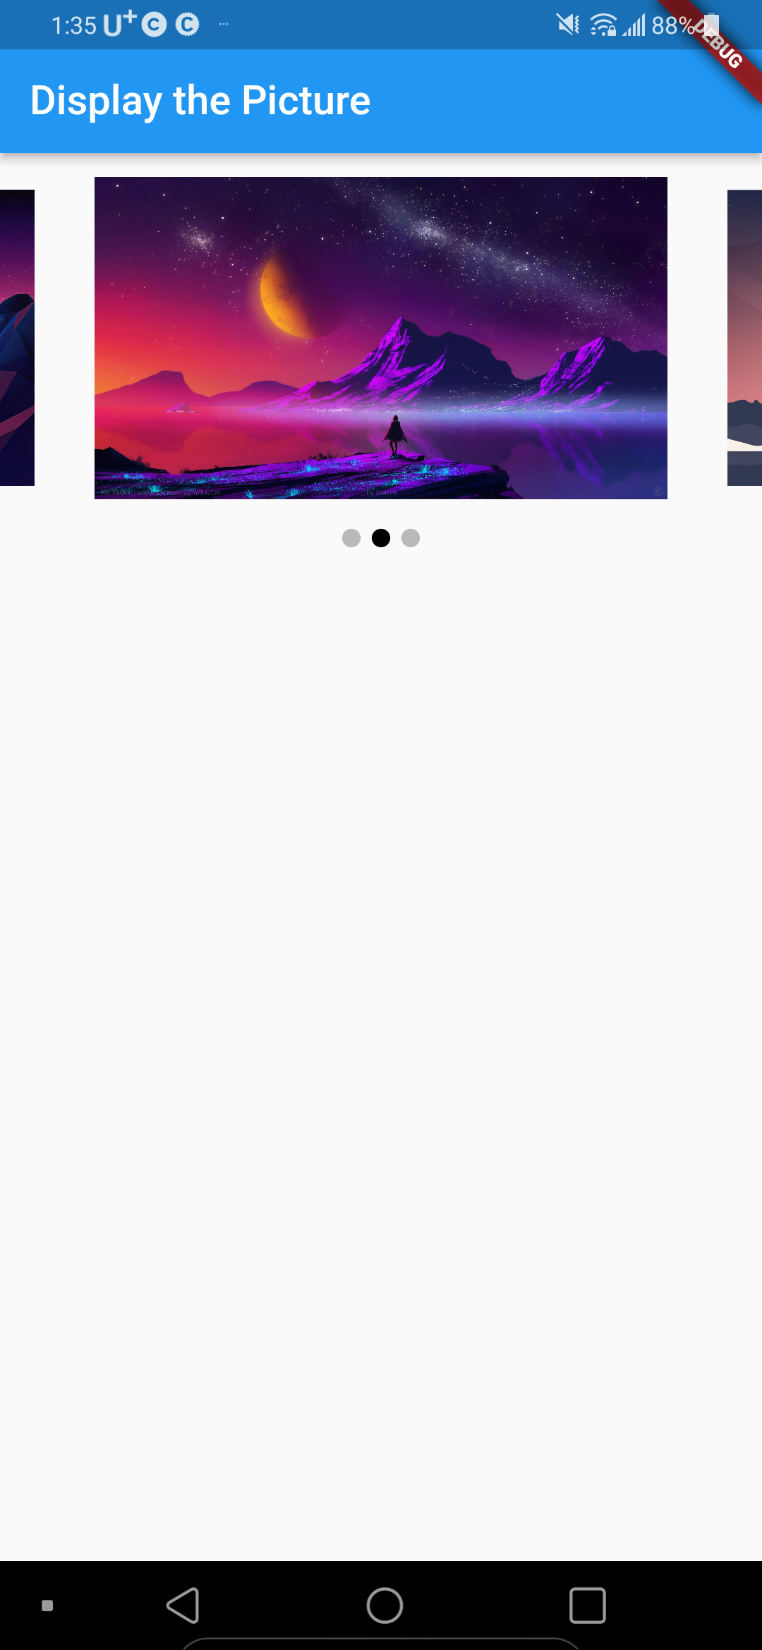 1:35 U+ C C ... 88%
DEBUG
Display the Picture